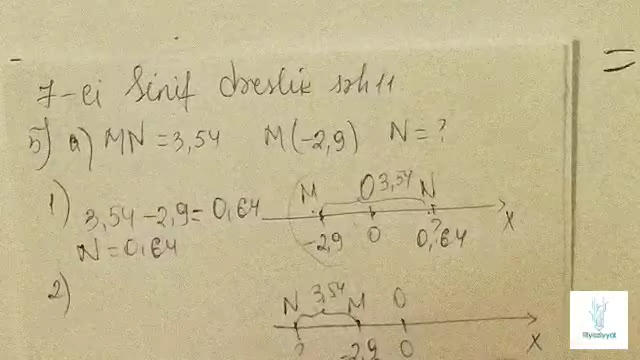 7-ci Sinif dərslik səh 11
5) a) MN = 3,54 M(-2,9) N = ?
1) 3,54 - 2,9 = 0,64
N = 0,64
M O 3,54 N
-2,9 0 0,64 X
?
2)
N 3,54 M O
? -2,9 0 X
=
Riyaziyyat